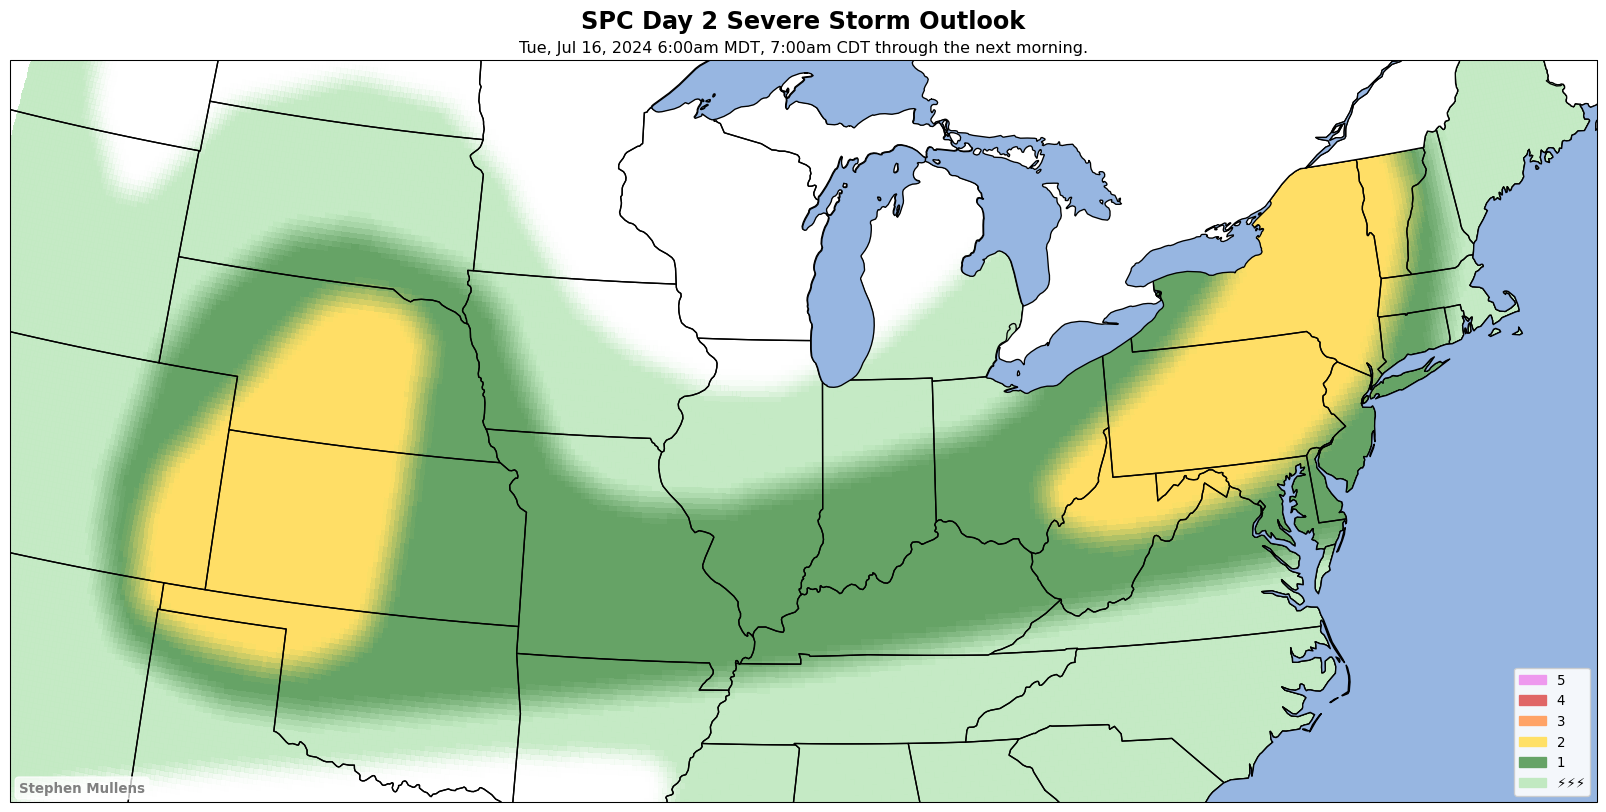 SPC Day 2 Severe Storm Outlook
Tue, Jul 16, 2024 6:00am MDT, 7:00am CDT through the next morning.
5
4
3
2
1
⚡⚡⚡
Stephen Mullens